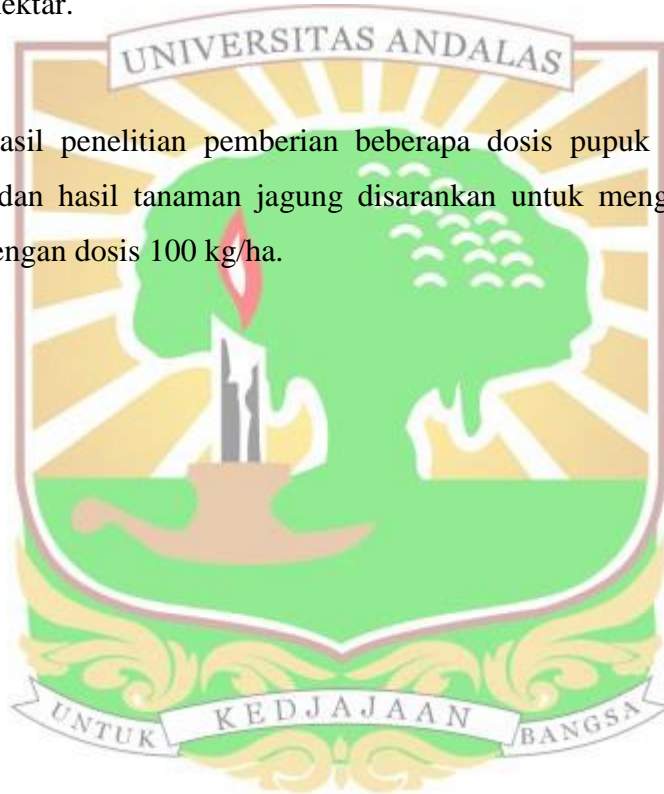 ektar.
UNIVERSITAS ANDALAS
asil penelitian pemberian beberapa dosis pupuk
dan hasil tanaman jagung disarankan untuk meng
engan dosis 100 kg/ha.
UNTUK KEDJAJAAN BANGSA